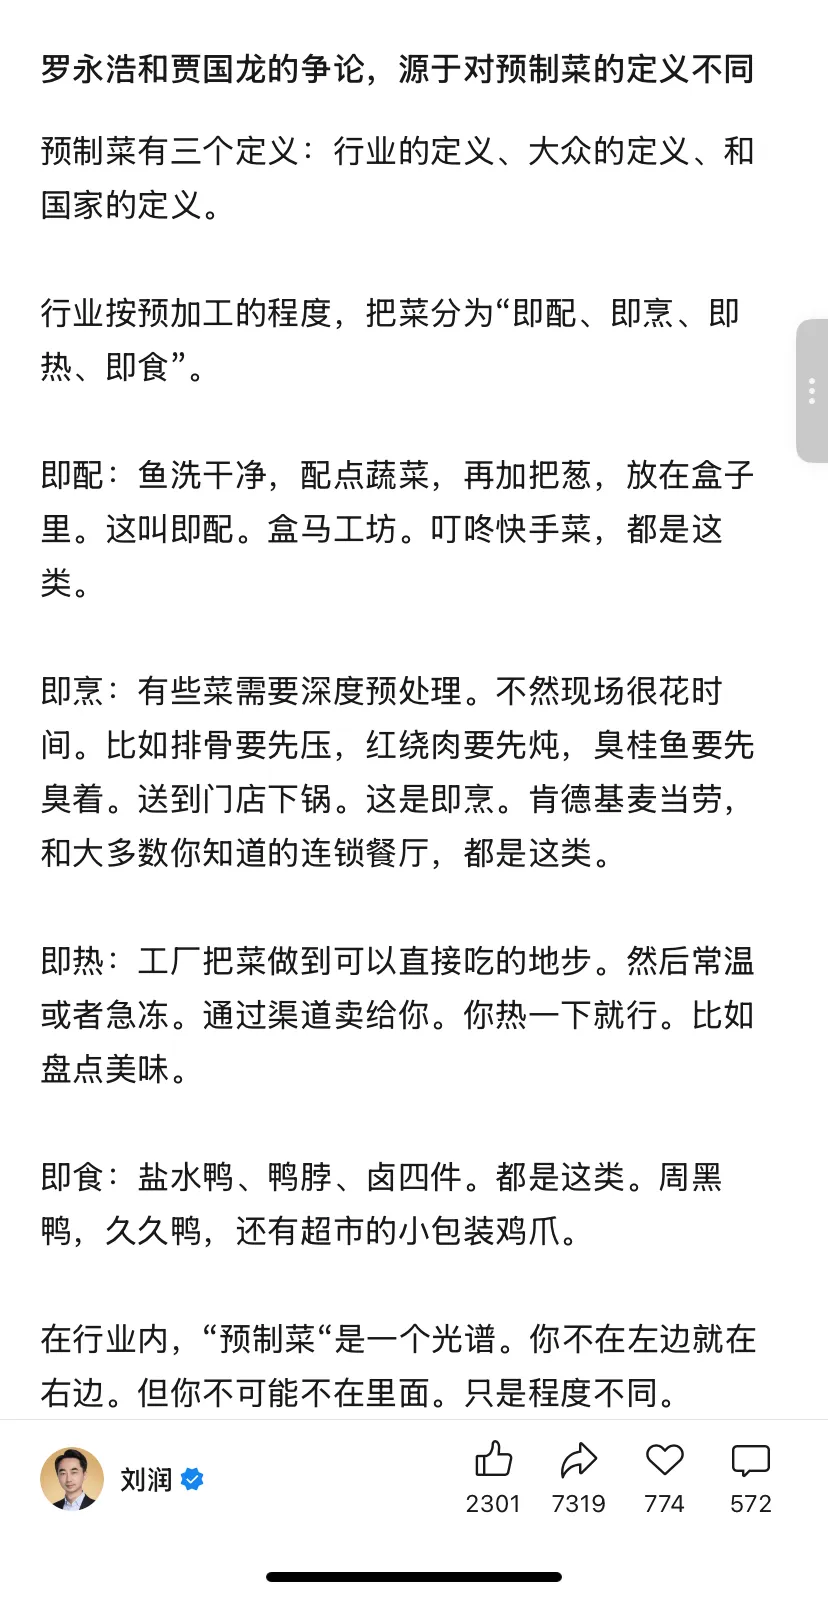 罗永浩和贾国龙的争论，源于对预制菜的定义不同
预制菜有三个定义：行业的定义、大众的定义、和
国家的定义。
行业按预加工的程度，把菜分为“即配、即烹、即
热、即食”。
即配：鱼洗干净，配点蔬菜，再加把葱，放在盒子
里。这叫即配。盒马工坊。叮咚快手菜，都是这
类。
即烹：有些菜需要深度预处理。不然现场很花时
间。比如排骨要先压，红绕肉要先炖，臭桂鱼要先
臭着。送到门店下锅。这是即烹。肯德基麦当劳，
和大多数你知道的连锁餐厅，都是这类。
即热：工厂把菜做到可以直接吃的地步。然后常温
或者急冻。通过渠道卖给你。你热一下就行。比如
盘点美味。
即食：盐水鸭、鸭脖、卤四件。都是这类。周黑
鸭，久久鸭，还有超市的小包装鸡爪。
在行业内，“预制菜“是一个光谱。你不在左边就在
右边。但你不可能不在里面。只是程度不同。
刘润
2301 7319 774 572